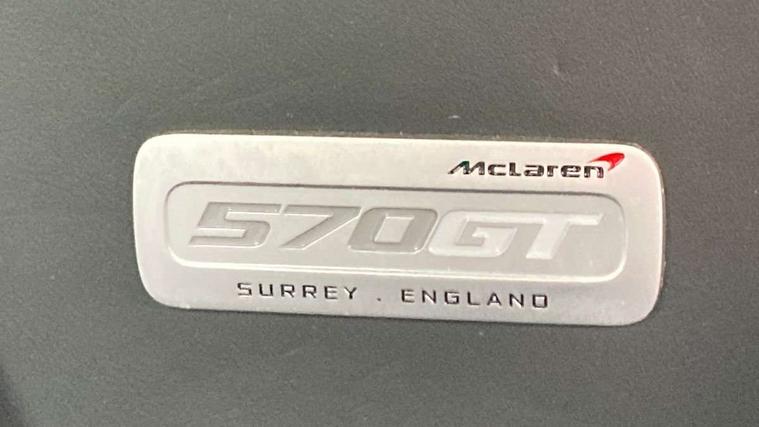 McLaren
570GT
SURREY . ENGLAND